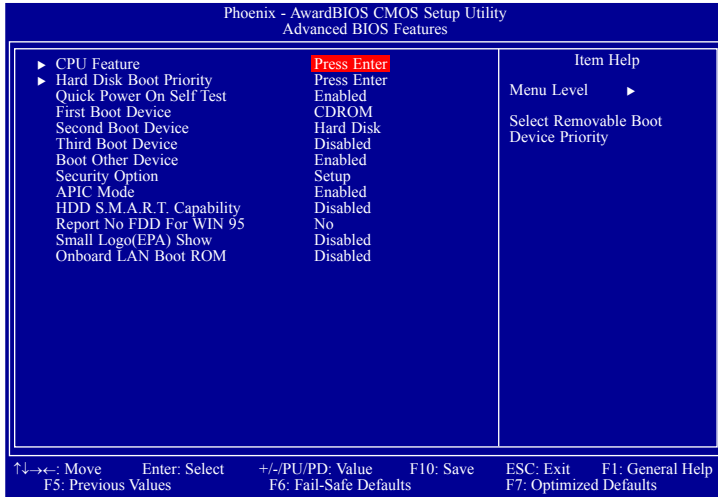 Phoenix - AwardBIOS CMOS Setup Utility
Advanced BIOS Features
► CPU Feature Press Enter
► Hard Disk Boot Priority Press Enter
Quick Power On Self Test Enabled
First Boot Device CDROM
Second Boot Device Hard Disk
Third Boot Device Disabled
Boot Other Device Enabled
Security Option Setup
APIC Mode Enabled
HDD S.M.A.R.T. Capability Disabled
Report No FDD For WIN 95 No
Small Logo(EPA) Show Disabled
Onboard LAN Boot ROM Disabled
Item Help
Menu Level ►
Select Removable Boot
Device Priority
↑↓→←: Move Enter: Select +/-/PU/PD: Value F10: Save ESC: Exit F1: General Help
F5: Previous Values F6: Fail-Safe Defaults F7: Optimized Defaults